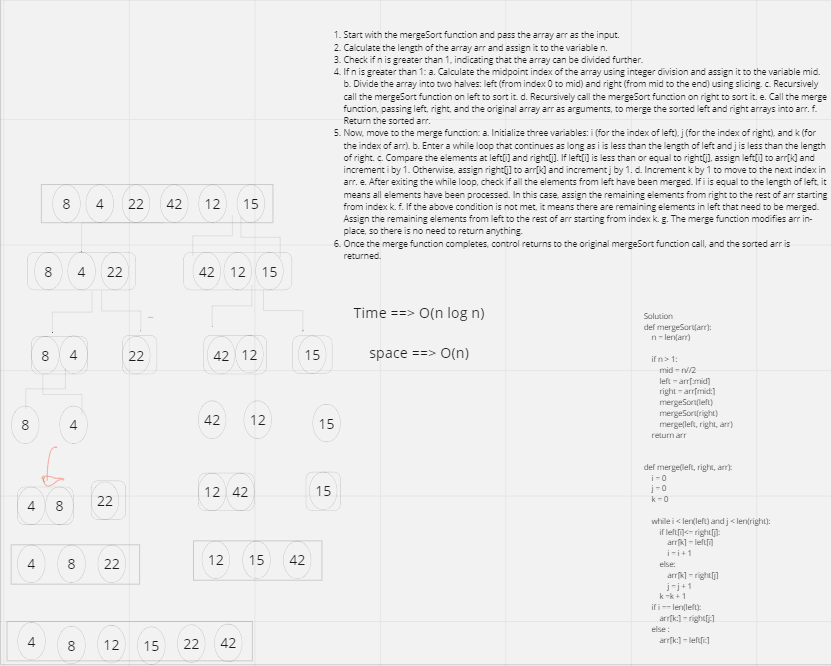 1. Start with the mergeSort function and pass the array arr as the input.
2. Calculate the length of the array arr and assign it to the variable n.
3. Check if n is greater than 1, indicating that the array can be divided further.
4. If n is greater than 1: a. Calculate the midpoint index of the array using integer division and assign it to the variable mid.
b. Divide the array into two halves: left (from index 0 to mid) and right (from mid to the end) using slicing. c. Recursively
call the mergeSort function on left to sort it. d. Recursively call the mergeSort function on right to sort it. e. Call the merge
function, passing left, right, and the original array arr as arguments, to merge the sorted left and right arrays into arr. f.
Return the sorted arr.
5. Now, move to the merge function: a. Initialize three variables: i (for the index of left), j (for the index of right), and k (for
the index of arr). b. Enter a while loop that continues as long as i is less than the length of left and j is less than the length
of right. c. Compare the elements at left[i] and right[j]. If left[i] is less than or equal to right[j], assign left[i] to arr[k] and
increment i by 1. Otherwise, assign right[j] to arr[k] and increment j by 1. d. Increment k by 1 to move to the next index in
arr. e. After exiting the while loop, check if all the elements from left have been merged. If i is equal to the length of left, it
means all elements have been processed. In this case, assign the remaining elements from right to the rest of arr starting
from index k. f. If the above condition is not met, it means there are remaining elements in left that need to be merged.
Assign the remaining elements from left to the rest of arr starting from index k. g. The merge function modifies arr in-
place, so there is no need to return anything.
6. Once the merge function completes, control returns to the original mergeSort function call, and the sorted arr is
returned.
8 4 22 42 12 15
8 4 22 42 12 15
8 4 22 42 12 15
8 4 42 12 15
4 8 22 12 42 15
4 8 22 12 15 42
4 8 12 15 22 42
Time ==> O(n log n)
space ==> O(n)
Solution
def mergeSort(arr):
n = len(arr)
if n > 1:
mid = n//2
left = arr[:mid]
right = arr[mid:]
mergeSort(left)
mergeSort(right)
merge(left, right, arr)
return arr
def merge(left, right, arr):
i = 0
j = 0
k = 0
while i < len(left) and j < len(right):
if left[i]<= right[j]:
arr[k] = left[i]
i = i + 1
else:
arr[k] = right[j]
j = j + 1
k =k + 1
if i == len(left):
arr[k:] = right[j:]
else :
arr[k:] = left[i:]